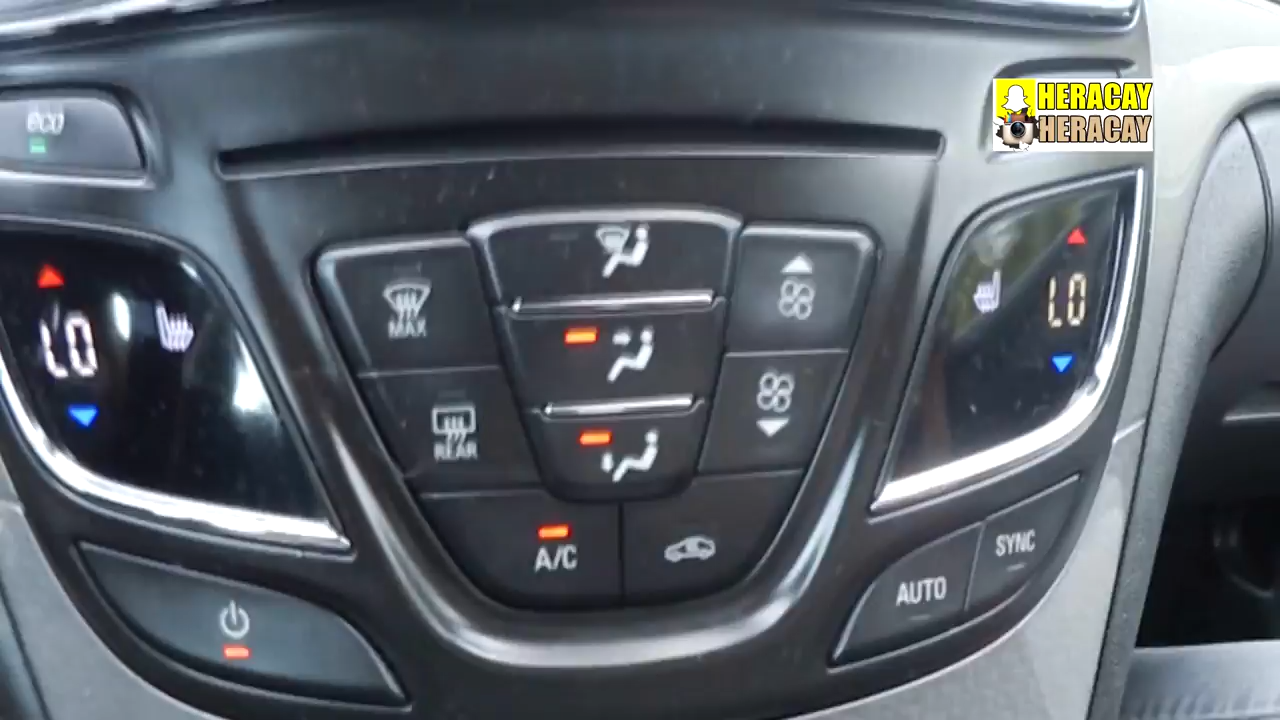 eco
HERACAY
HERACAY
LO
MAX
LO
REAR
A/C
SYNC
AUTO